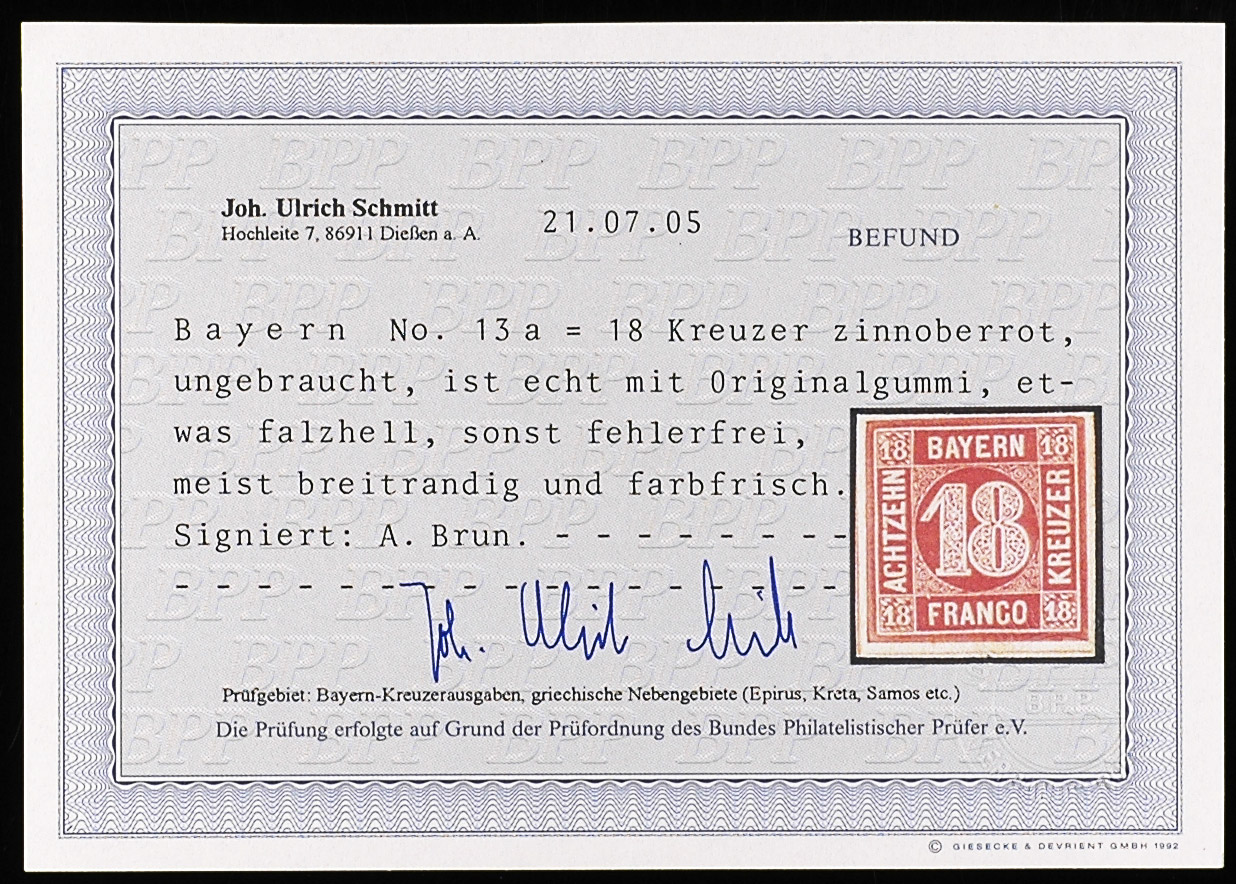 Joh. Ulrich Schmitt
Hochleite 7, 86911 Dießen a. A.
21.07.05
BEFUND
Bayern No. 13a = 18 Kreuzer zinnoberrot,
ungebraucht, ist echt mit Originalgummi, et-
was falzhell, sonst fehlerfrei,
meist breitrandig und farbfrisch.
Signiert: A. Brun. - - - - - - - -
- - - - - - - - - - - - - - - - -
Joh. Ulrich Schmitt
18 BAYERN 18
ACHTZEHN
18
KREUZER
18 FRANCO 18
Prüfgebiet: Bayern-Kreuzerausgaben, griechische Nebengebiete (Epirus, Kreta, Samos etc.)
Die Prüfung erfolgte auf Grund der Prüfordnung des Bundes Philatelistischer Prüfer e.V.
BPP
© GIESECKE & DEVRIENT GMBH 1992